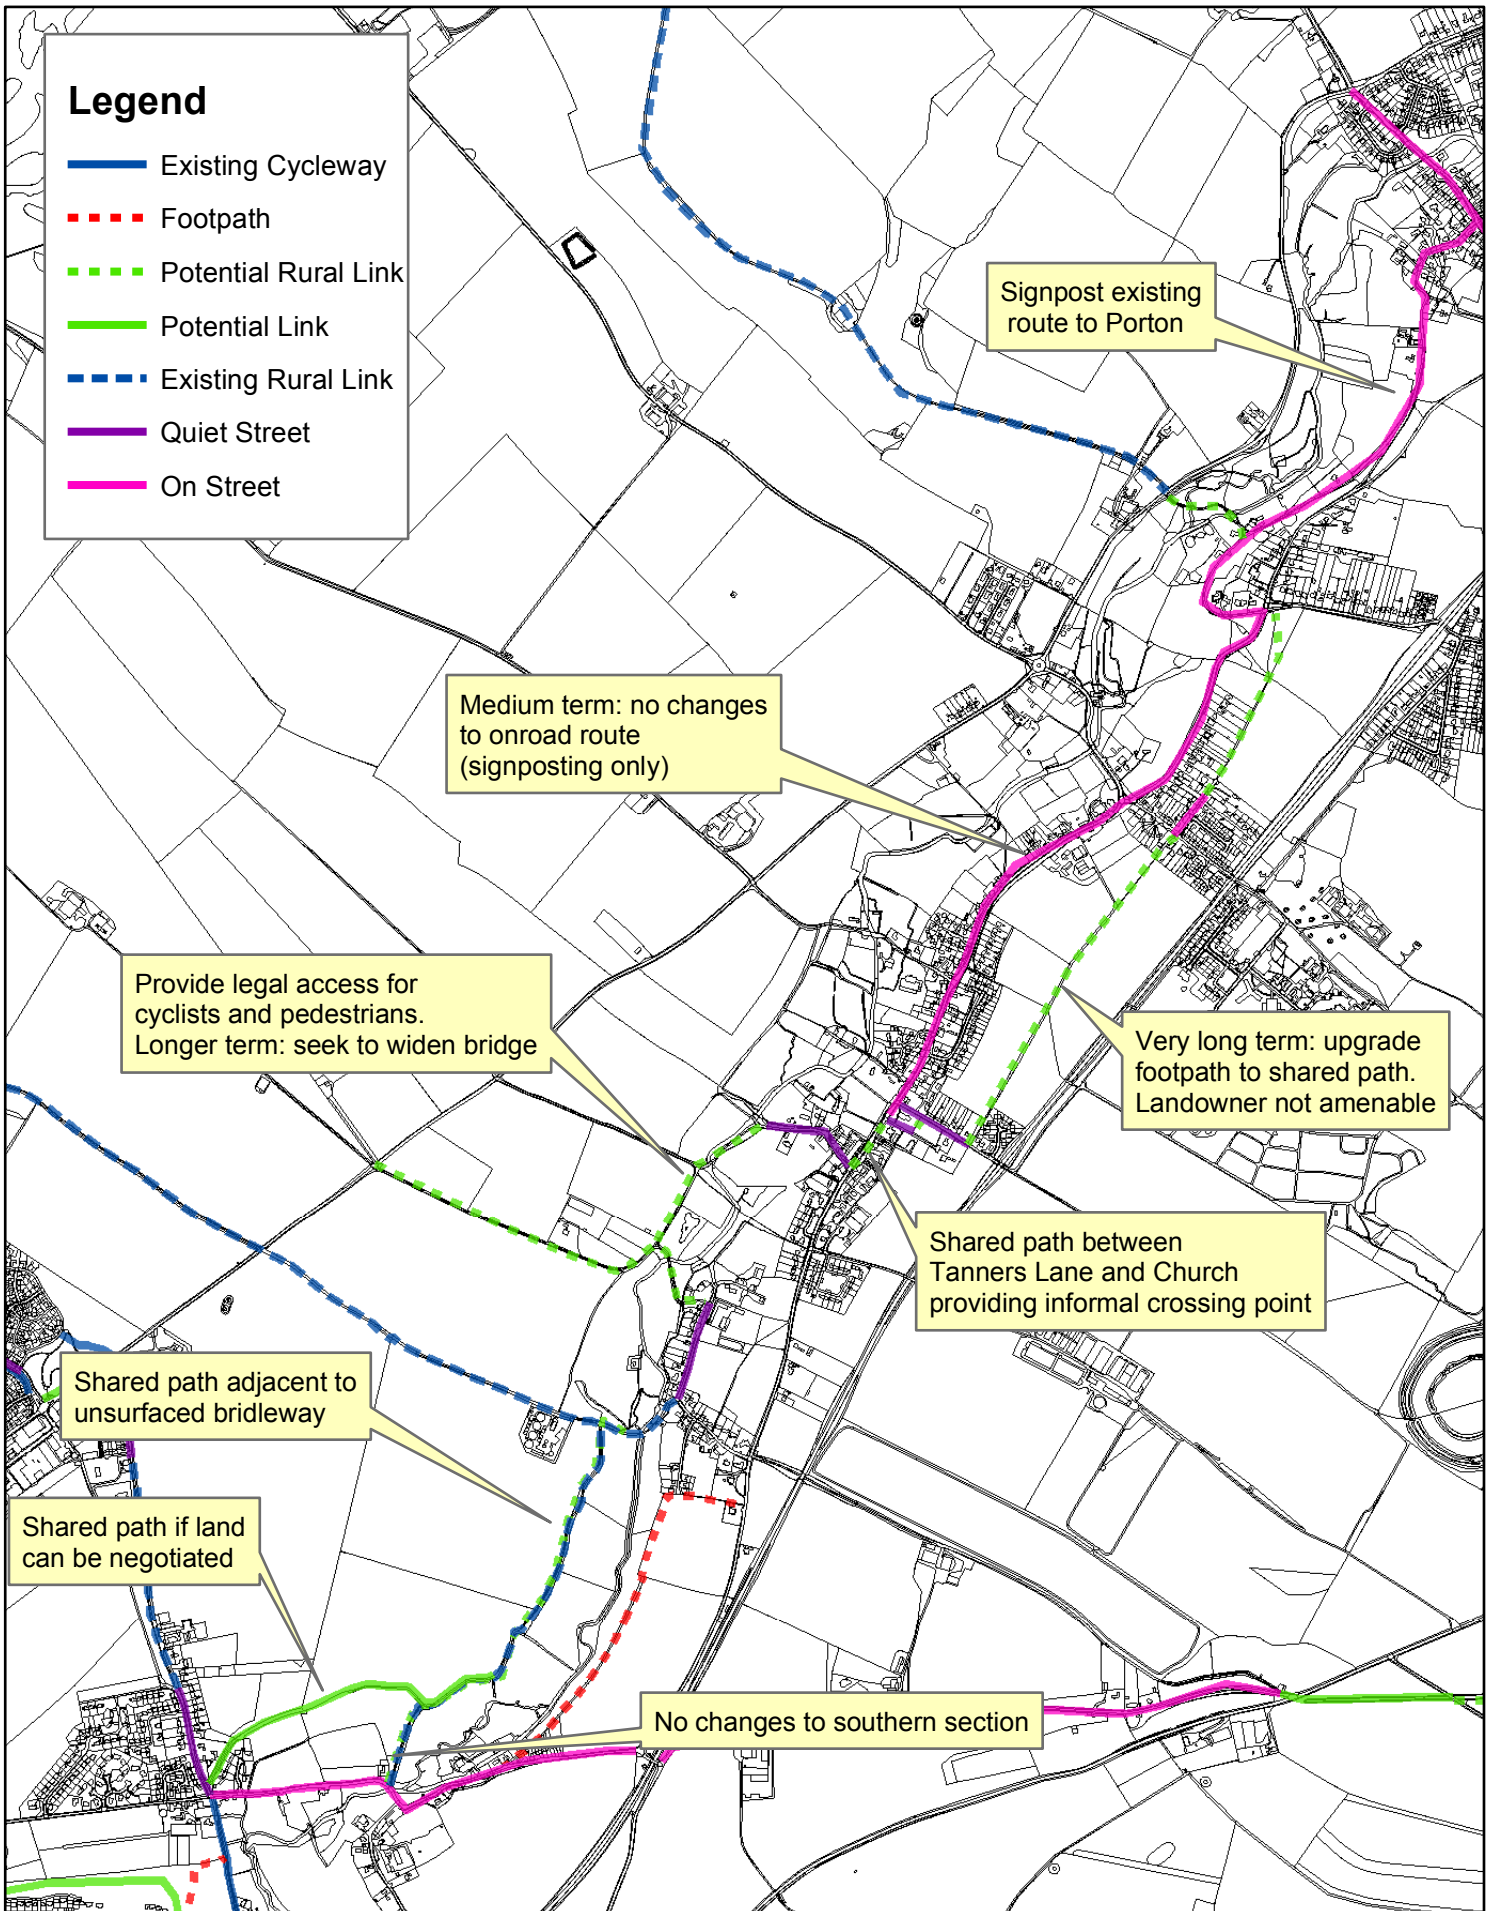 Legend
Existing Cycleway
Footpath
Potential Rural Link
Potential Link
Existing Rural Link
Quiet Street
On Street
Signpost existing
route to Porton
Medium term: no changes
to onroad route
(signposting only)
Provide legal access for
cyclists and pedestrians.
Longer term: seek to widen bridge
Very long term: upgrade
footpath to shared path.
Landowner not amenable
Shared path between
Tanners Lane and Church
providing informal crossing point
Shared path adjacent to
unsurfaced bridleway
Shared path if land
can be negotiated
No changes to southern section